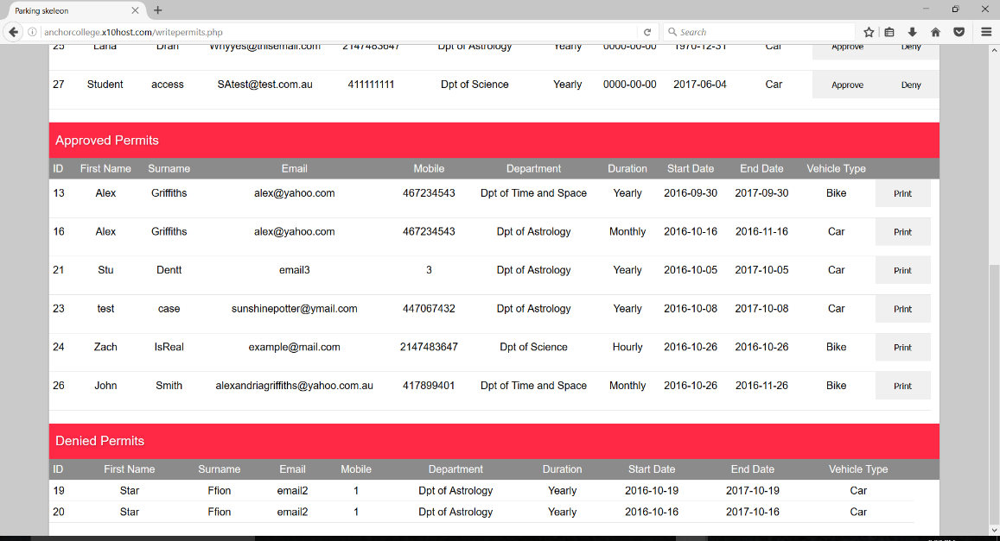 Parking skeleon
anchorcollege.x10host.com/writepermits.php
Search
25 Lana Dran Whyyes@thisemail.com 2147483647 Dpt of Astrology Yearly 0000-00-00 1970-12-31 Car Approve Deny
27 Student access SAtest@test.com.au 411111111 Dpt of Science Yearly 0000-00-00 2017-06-04 Car Approve Deny
Approved Permits
ID First Name Surname Email Mobile Department Duration Start Date End Date Vehicle Type
13 Alex Griffiths alex@yahoo.com 467234543 Dpt of Time and Space Yearly 2016-09-30 2017-09-30 Bike Print
16 Alex Griffiths alex@yahoo.com 467234543 Dpt of Astrology Monthly 2016-10-16 2016-11-16 Car Print
21 Stu Dentt email3 3 Dpt of Astrology Yearly 2016-10-05 2017-10-05 Car Print
23 test case sunshinepotter@ymail.com 447067432 Dpt of Astrology Yearly 2016-10-08 2017-10-08 Car Print
24 Zach IsReal example@mail.com 2147483647 Dpt of Science Hourly 2016-10-26 2016-10-26 Bike Print
26 John Smith alexandriagriffiths@yahoo.com.au 417899401 Dpt of Time and Space Monthly 2016-10-26 2016-11-26 Bike Print
Denied Permits
ID First Name Surname Email Mobile Department Duration Start Date End Date Vehicle Type
19 Star Ffion email2 1 Dpt of Astrology Yearly 2016-10-19 2017-10-19 Car
20 Star Ffion email2 1 Dpt of Astrology Yearly 2016-10-16 2017-10-16 Car